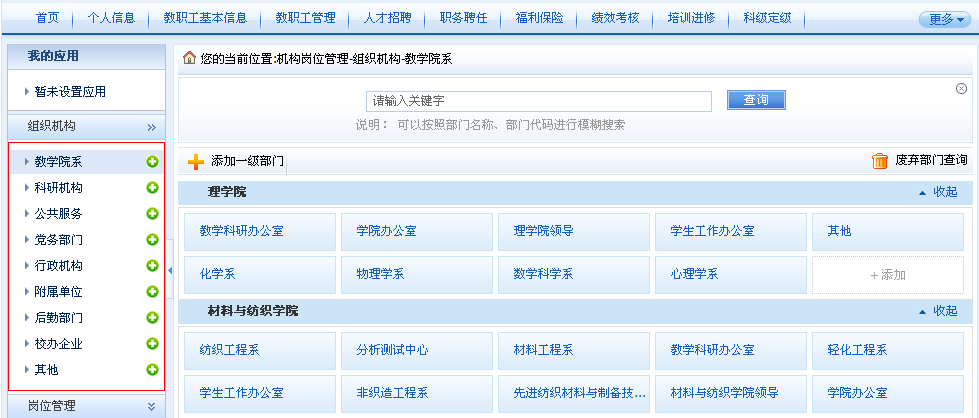 首页 个人信息 教职工基本信息 教职工管理 人才招聘 职务聘任 福利保险 绩效考核 培训进修 科级定级 更多
我的应用
暂未设置应用
组织机构
教学院系
科研机构
公共服务
党务部门
行政机构
附属单位
后勤部门
校办企业
其他
岗位管理
您的当前位置:机构岗位管理-组织机构-教学院系
请输入关键字 查询
说明： 可以按照部门名称、部门代码进行模糊搜索
添加一级部门 废弃部门查询
理学院 收起
教学科研办公室 学院办公室 理学院领导 学生工作办公室 其他
化学系 物理学系 数学科学系 心理学系 +添加
材料与纺织学院 收起
纺织工程系 分析测试中心 材料工程系 教学科研办公室 轻化工程系
学生工作办公室 非织造工程系 先进纺织材料与制备技... 材料与纺织学院领导 学院办公室